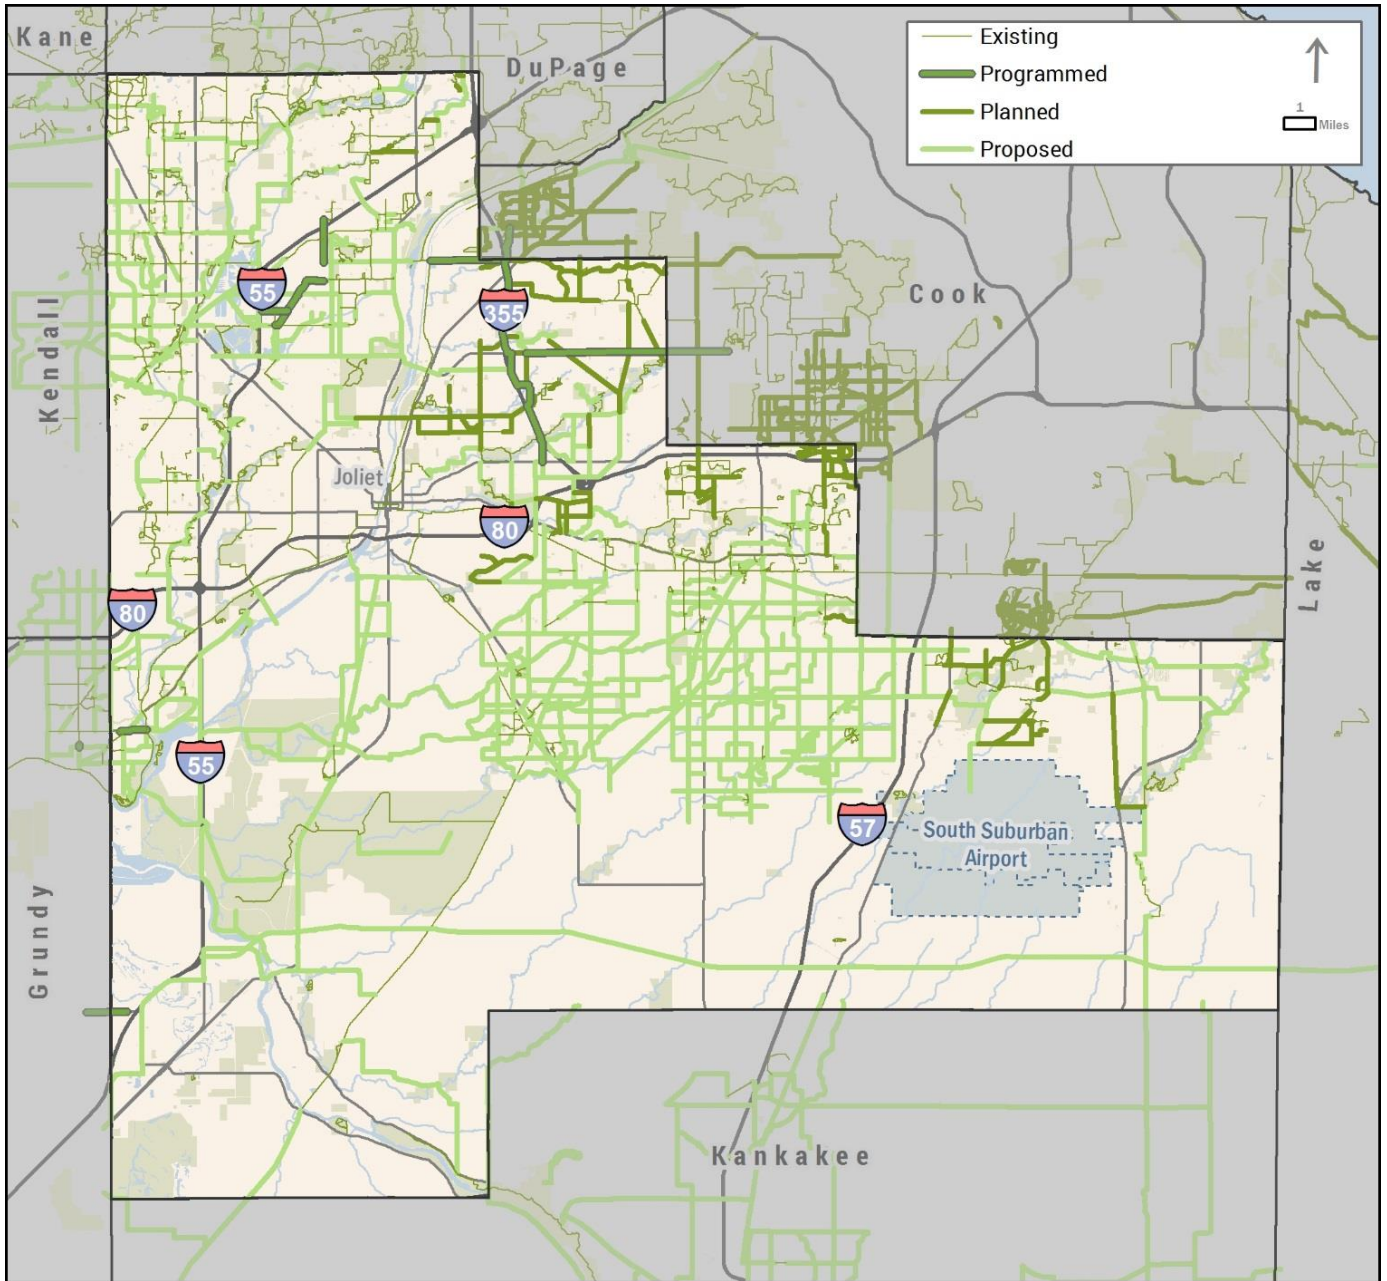 Kane
DuPage
Existing
Programmed
Planned
Proposed
1
Miles
Kendall
55
355
Cook
Joliet
80
80
Lake
55
57
South Suburban
Airport
Grundy
Kankakee